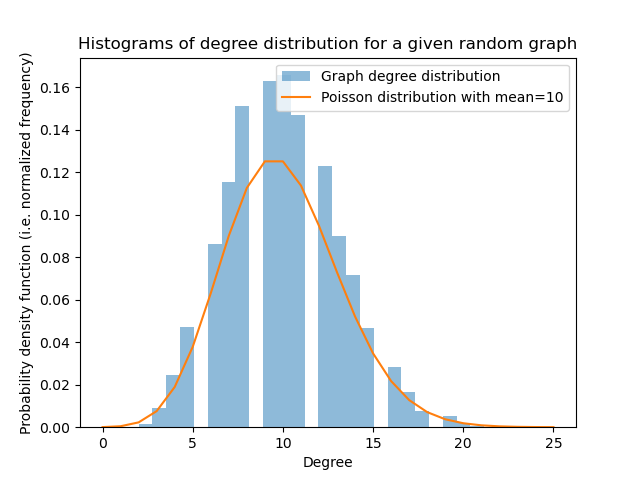 Histograms of degree distribution for a given random graph
Graph degree distribution
Poisson distribution with mean=10
Probability density function (i.e. normalized frequency)
0.16
0.14
0.12
0.10
0.08
0.06
0.04
0.02
0.00
0 5 10 15 20 25
Degree